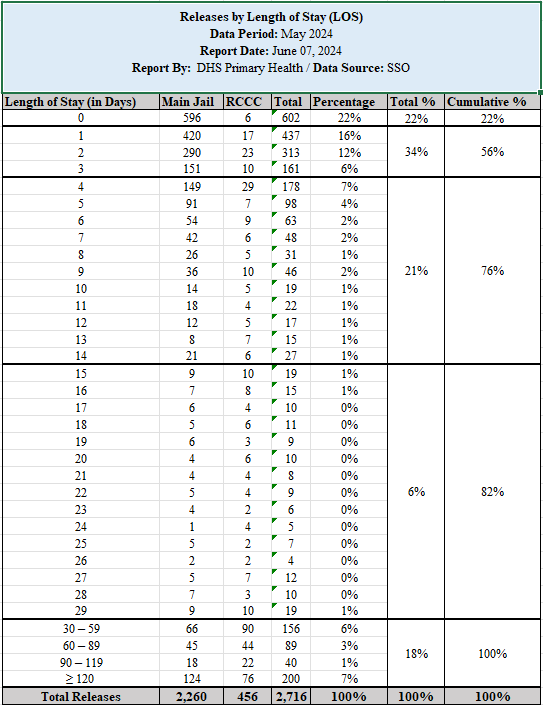 Releases by Length of Stay (LOS)
Data Period: May 2024
Report Date: June 07, 2024
Report By: DHS Primary Health / Data Source: SSO
Length of Stay (in Days) Main Jail RCCC Total Percentage Total % Cumulative %
0 596 6 602 22% 22% 22%
1 420 17 437 16%
2 290 23 313 12% 34% 56%
3 151 10 161 6%
4 149 29 178 7%
5 91 7 98 4%
6 54 9 63 2%
7 42 6 48 2%
8 26 5 31 1%
9 36 10 46 2% 21% 76%
10 14 5 19 1%
11 18 4 22 1%
12 12 5 17 1%
13 8 7 15 1%
14 21 6 27 1%
15 9 10 19 1%
16 7 8 15 1%
17 6 4 10 0%
18 5 6 11 0%
19 6 3 9 0%
20 4 6 10 0%
21 4 4 8 0%
22 5 4 9 0% 6% 82%
23 4 2 6 0%
24 1 4 5 0%
25 5 2 7 0%
26 2 2 4 0%
27 5 7 12 0%
28 7 3 10 0%
29 9 10 19 1%
30 – 59 66 90 156 6%
60 – 89 45 44 89 3% 18% 100%
90 – 119 18 22 40 1%
≥ 120 124 76 200 7%
Total Releases 2,260 456 2,716 100% 100% 100%